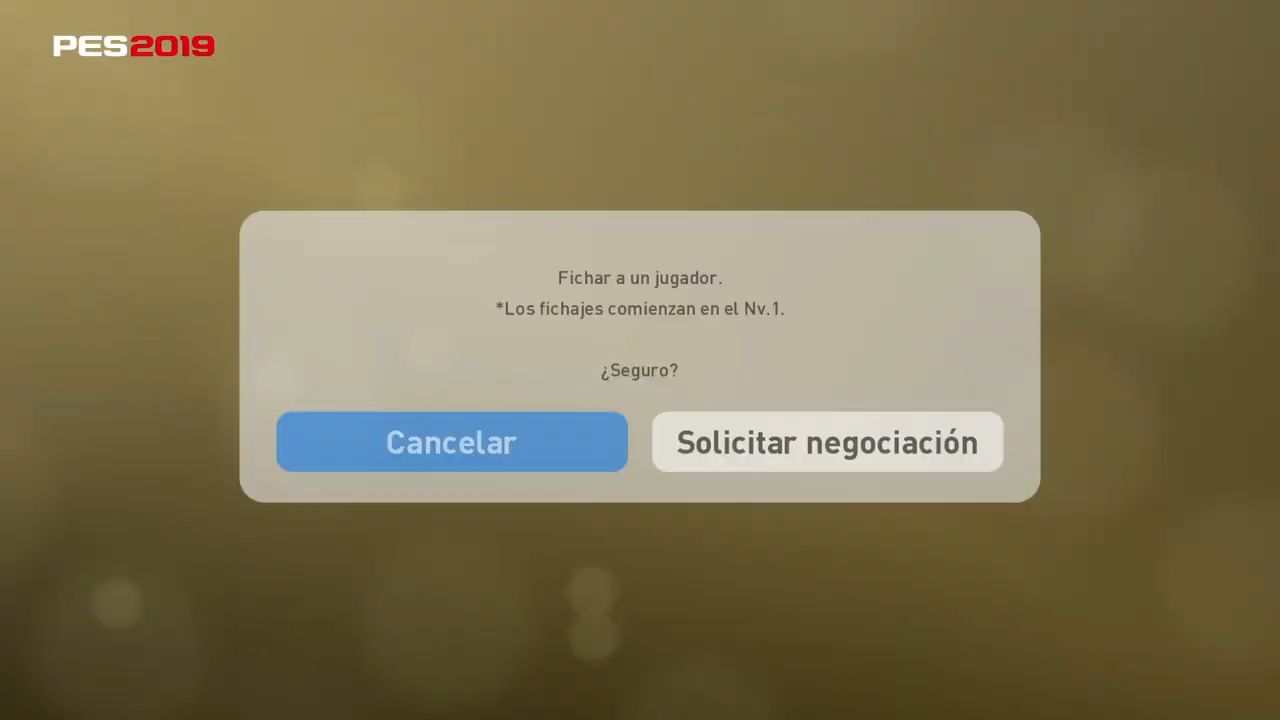 PES2019
Fichar a un jugador.
*Los fichajes comienzan en el Nv.1.
¿Seguro?
Cancelar
Solicitar negociación